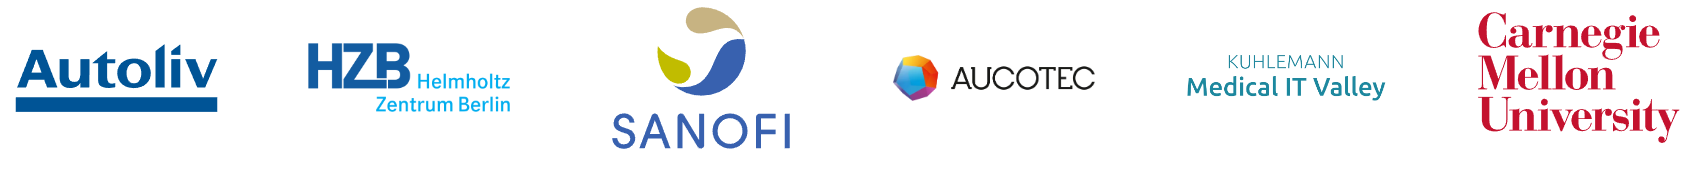 Autoliv
HZB Helmholtz
Zentrum Berlin
SANOFI
AUCOTEC
KUHLEMANN
Medical IT Valley
Carnegie
Mellon
University